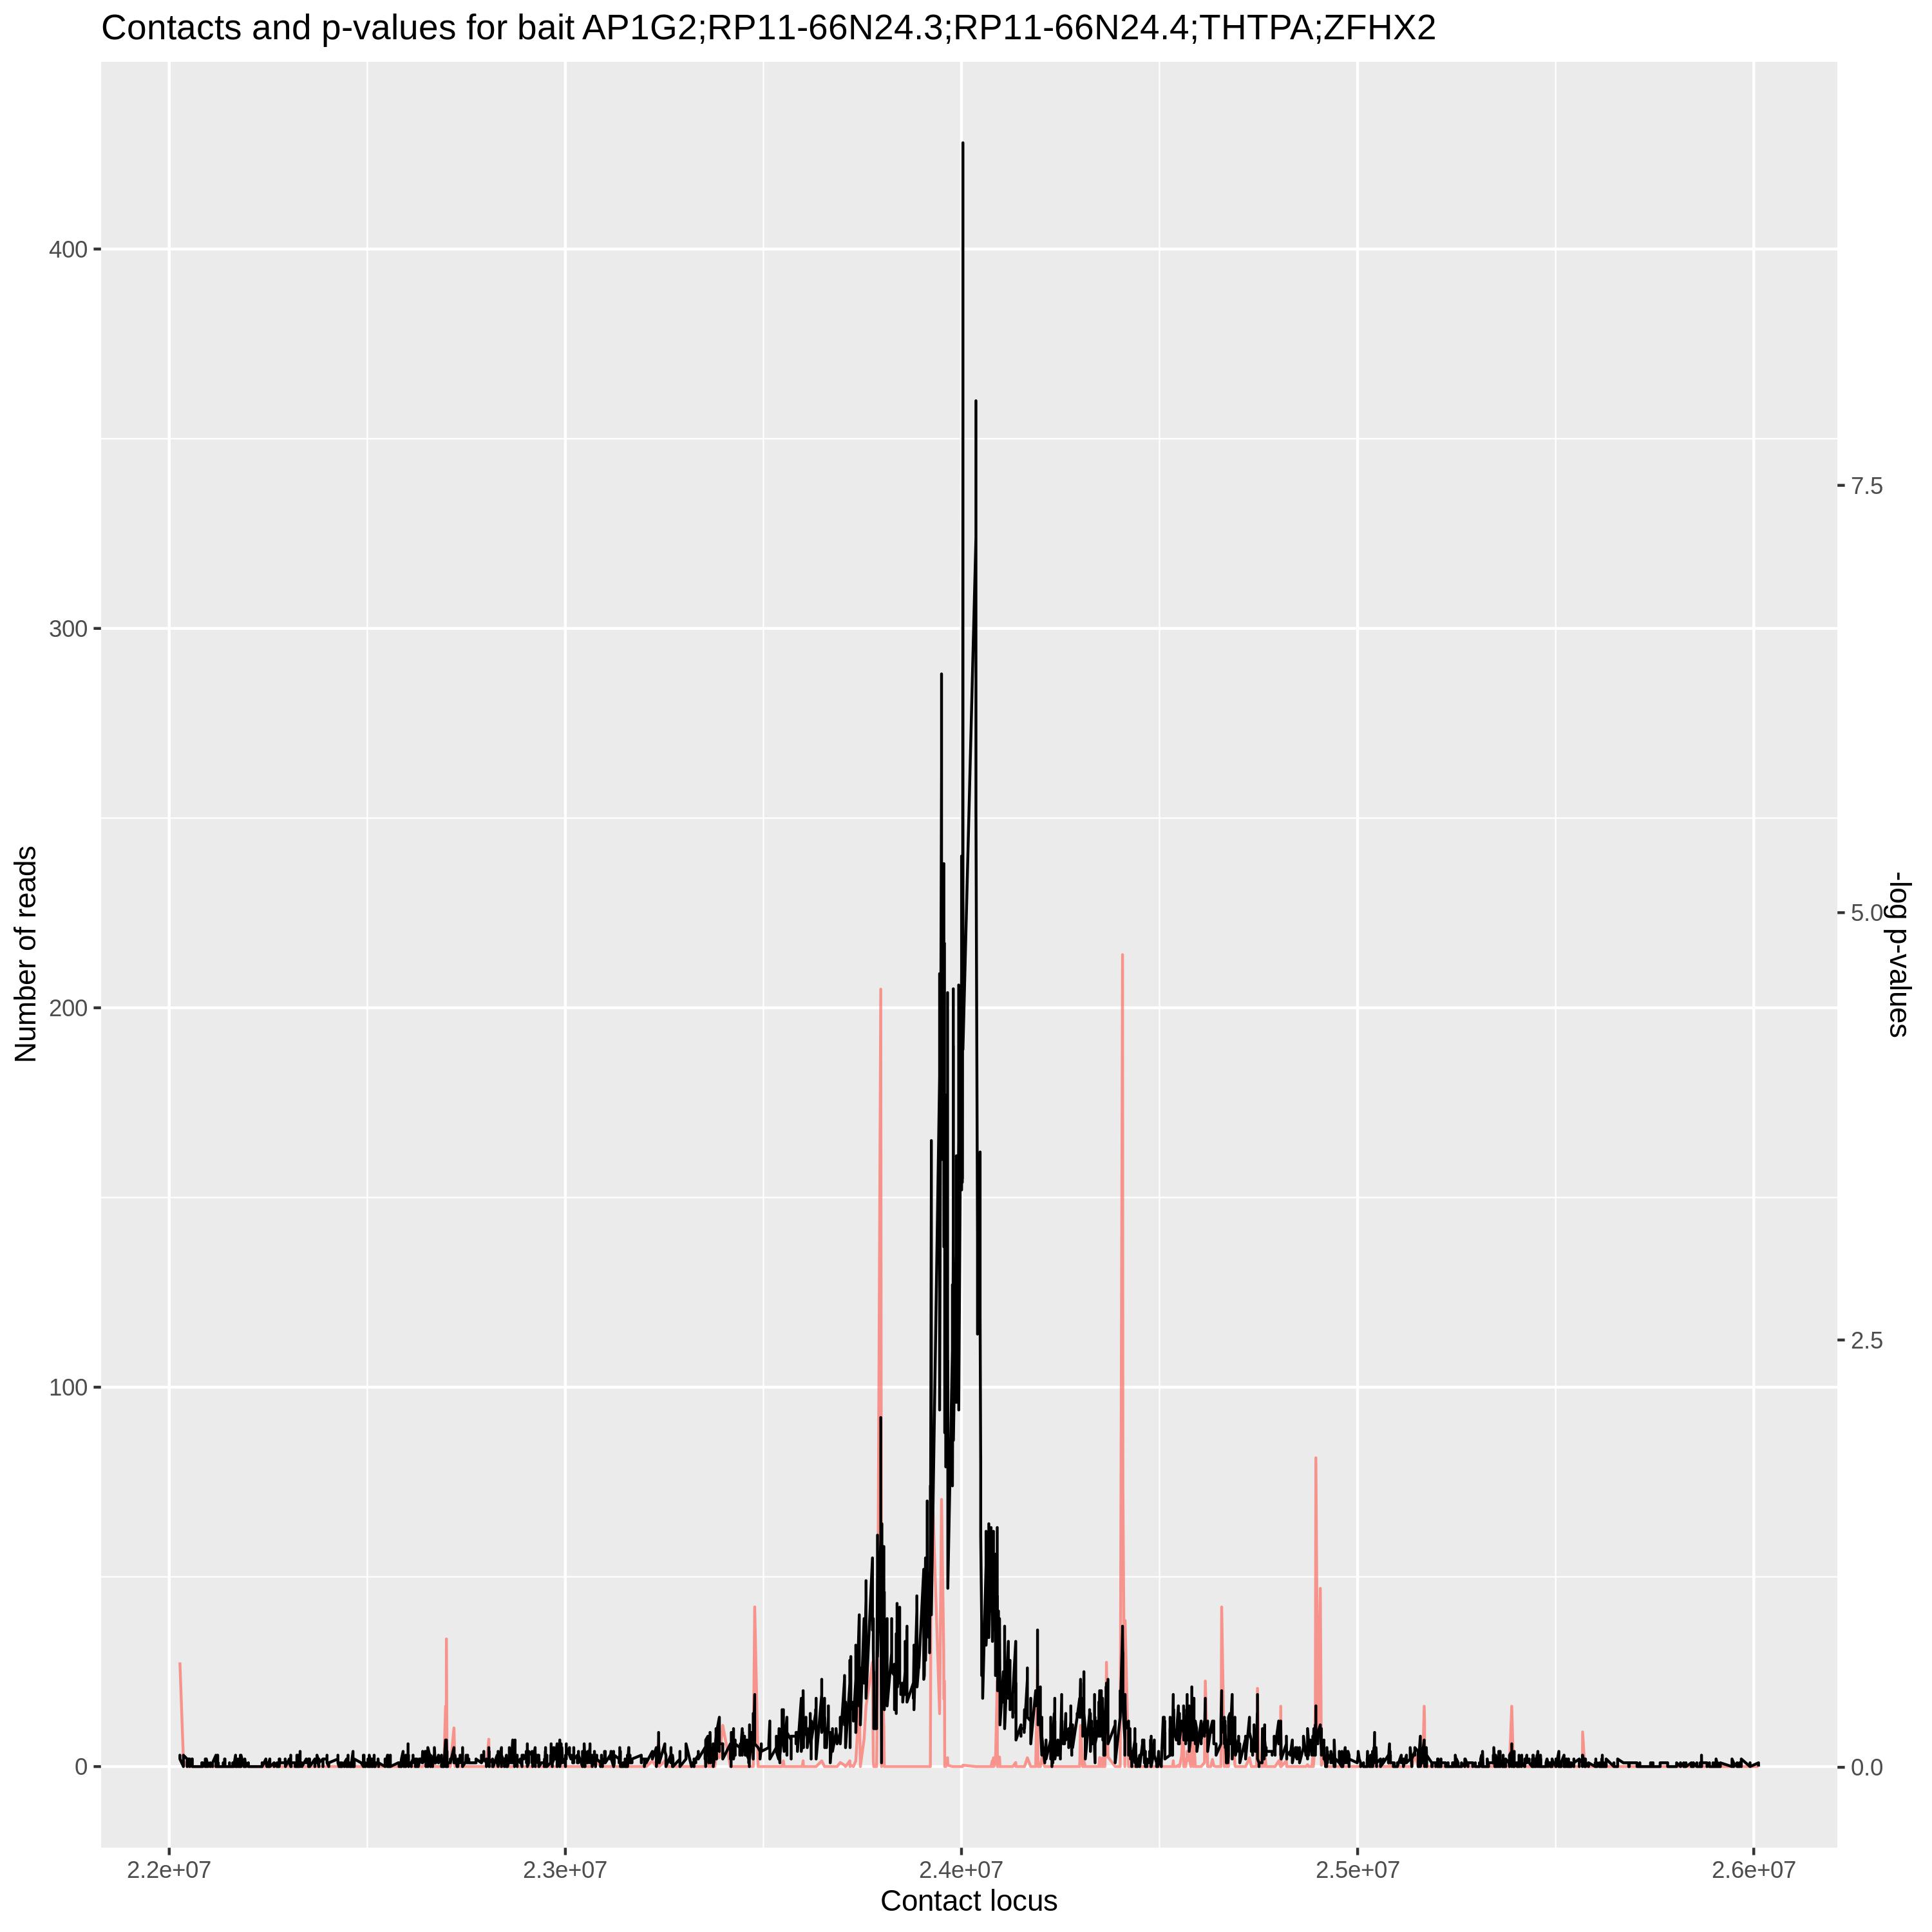 Contacts and p-values for bait AP1G2;RP11-66N24.3;RP11-66N24.4;THTPA;ZFHX2
400
300
200
100
0
Number of reads
7.5
5.0
2.5
0.0
-log p-values
2.2e+07
2.3e+07
2.4e+07
2.5e+07
2.6e+07
Contact locus